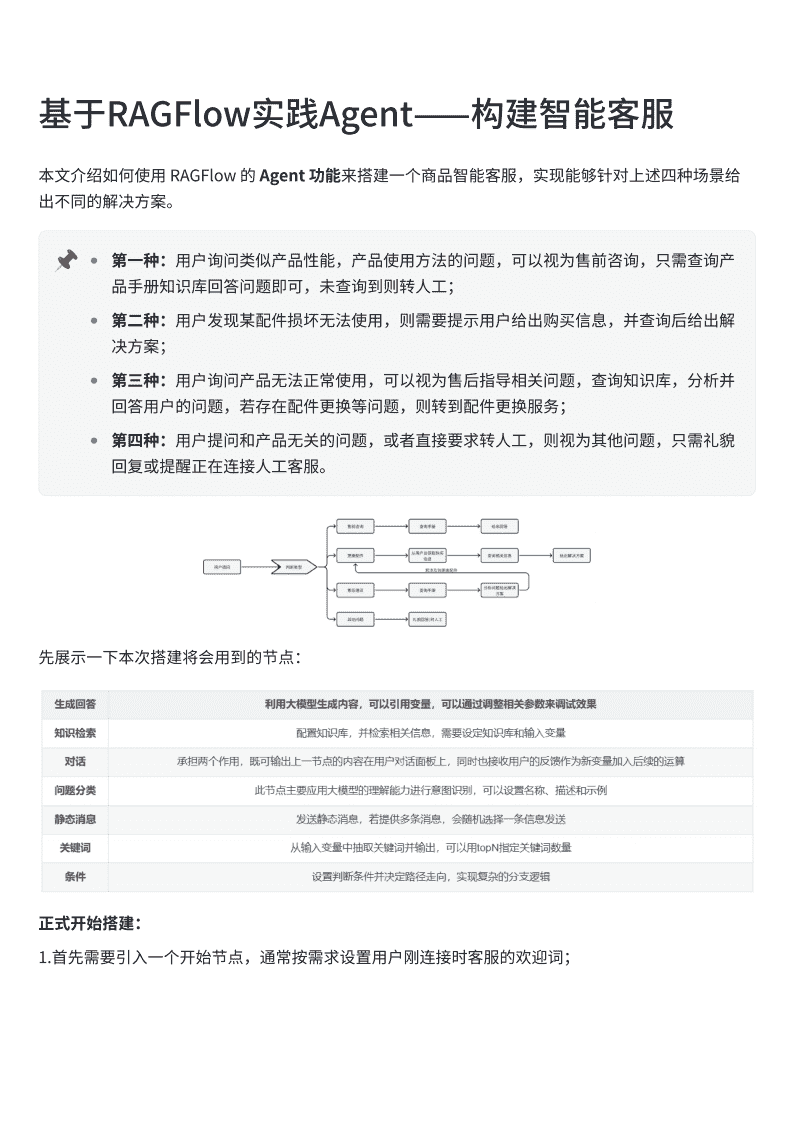 基于RAGFlow实践Agent——构建智能客服
本文介绍如何使用 RAGFlow 的 Agent 功能来搭建一个商品智能客服，实现能够针对上述四种场景给
出不同的解决方案。
第一种：用户询问类似产品性能，产品使用方法的问题，可以视为售前咨询，只需查询产
品手册知识库回答问题即可，未查询到则转人工；
第二种：用户发现某配件损坏无法使用，则需要提示用户给出购买信息，并查询后给出解
决方案；
第三种：用户询问产品无法正常使用，可以视为售后指导相关问题，查询知识库，分析并
回答用户的问题，若存在配件更换等问题，则转到配件更换服务；
第四种：用户提问和产品无关的问题，或者直接要求转人工，则视为其他问题，只需礼貌
回复或提醒正在连接人工客服。
用户提问
判断类型
售前咨询
查询手册
给出解决方案
先展示一下本次搭建将会用到的节点：
生成回答 利用大模型生成内容，可以引用变量，可以通过调整相关参数来调试效果
知识检索 配置知识库，并检索相关信息，需要设定知识库和输入变量
对话 承担两个作用，既可输出上一节点的内容在用户对话面板上，同时也接收用户的反馈作为新变量加入后续的运算
问题分类 此节点主要应用大模型的理解能力进行意图识别，可以设置名称、描述和示例
静态消息 发送静态消息，若提供多条消息，会随机选择一条信息发送
关键词 从输入变量中抽取关键词并输出，可以用topN指定关键词数量
条件 设置判断条件并决定路径走向，实现复杂的分支逻辑
正式开始搭建：
1.首先需要引入一个开始节点，通常按需求设置用户刚连接时客服的欢迎词；